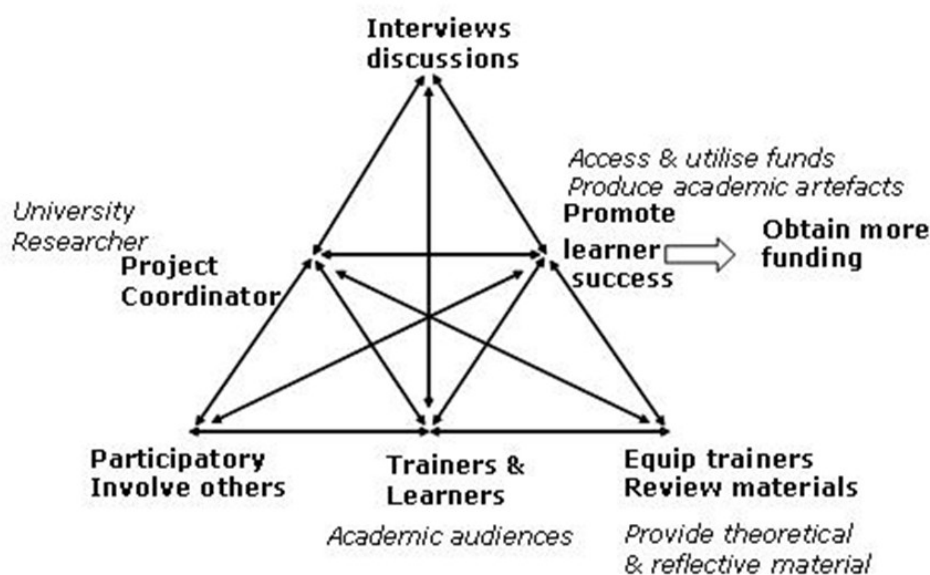 Interviews
discussions
Access & utilise funds
Produce academic artefacts
Promote
learner
success
Obtain more
funding
University
Researcher
Project
Coordinator
Participatory
Involve others
Trainers &
Learners
Academic audiences
Equip trainers
Review materials
Provide theoretical
& reflective material